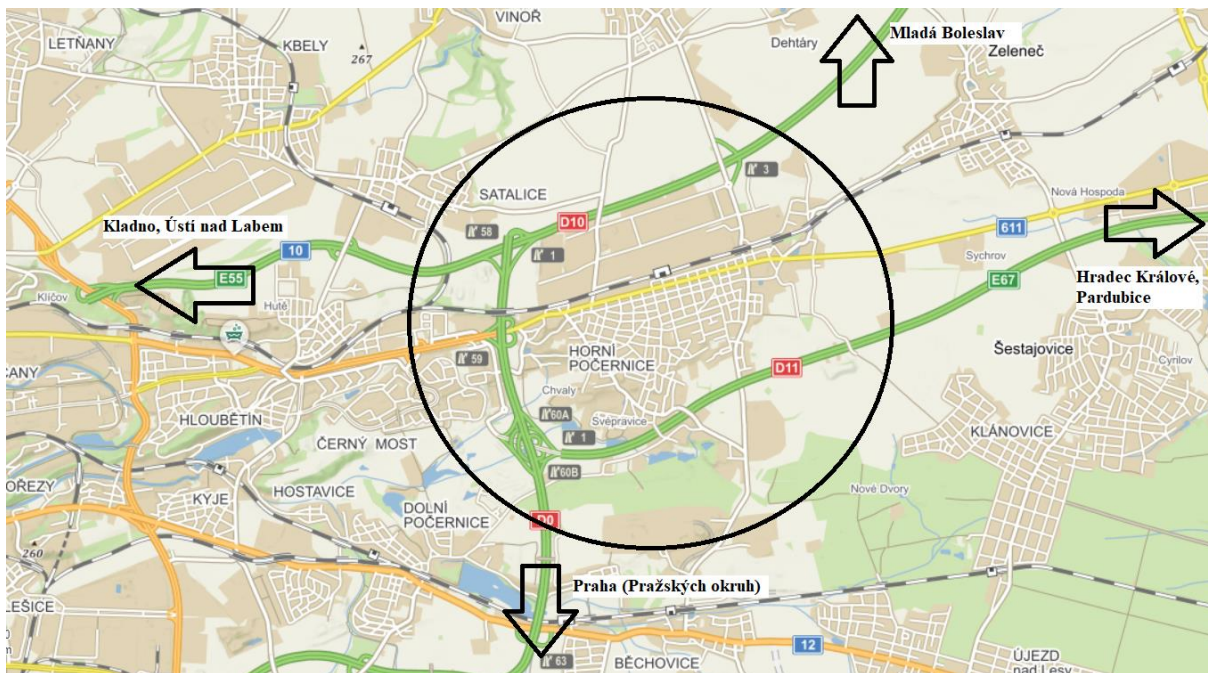 VINOŘ
LETŇANY
KBELY
267
Dehtáry
Mladá Boleslav
Zeleneč
3
SATALICE
Nová Hospoda
Kladno, Ústí nad Labem
D10
58
1
10
611
Sychrov
E55
E67
Hradec Králové,
Pardubice
Klíčov
Hutě
59
HORNÍ
POČERNICE
D11
Šestajovice
Cyrilov
Chvaly
60A
Svépravice
1
60B
HLOUBĚTÍN
ČERNÝ MOST
KLÁNOVICE
KYJE
HOSTAVICE
DOLNÍ
POČERNICE
Nové Dvory
D0
260
Praha (Pražských okruh)
12
63
BĚCHOVICE
ÚJEZD
nad Lesy